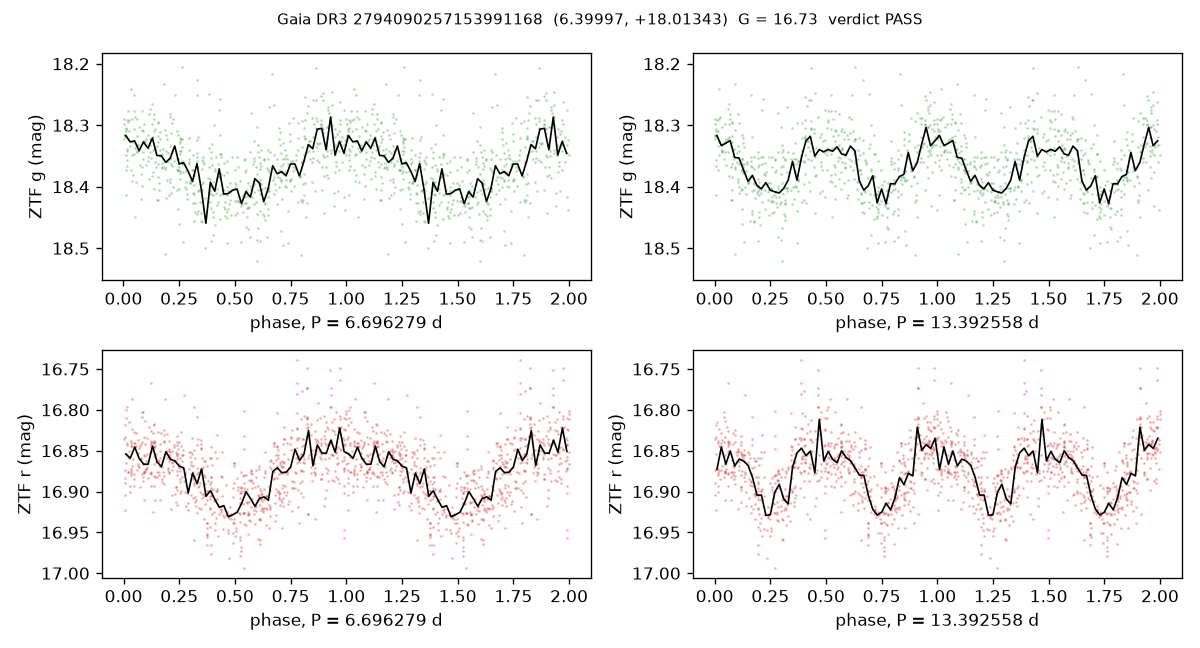 Gaia DR3 2794090257153991168 (6.39997, +18.01343) G = 16.73 verdict PASS
ZTF g (mag)
18.2
18.3
18.4
18.5
0.00 0.25 0.50 0.75 1.00 1.25 1.50 1.75 2.00
phase, P = 6.696279 d
ZTF g (mag)
18.2
18.3
18.4
18.5
0.00 0.25 0.50 0.75 1.00 1.25 1.50 1.75 2.00
phase, P = 13.392558 d
ZTF r (mag)
16.75
16.80
16.85
16.90
16.95
17.00
0.00 0.25 0.50 0.75 1.00 1.25 1.50 1.75 2.00
phase, P = 6.696279 d
ZTF r (mag)
16.75
16.80
16.85
16.90
16.95
17.00
0.00 0.25 0.50 0.75 1.00 1.25 1.50 1.75 2.00
phase, P = 13.392558 d